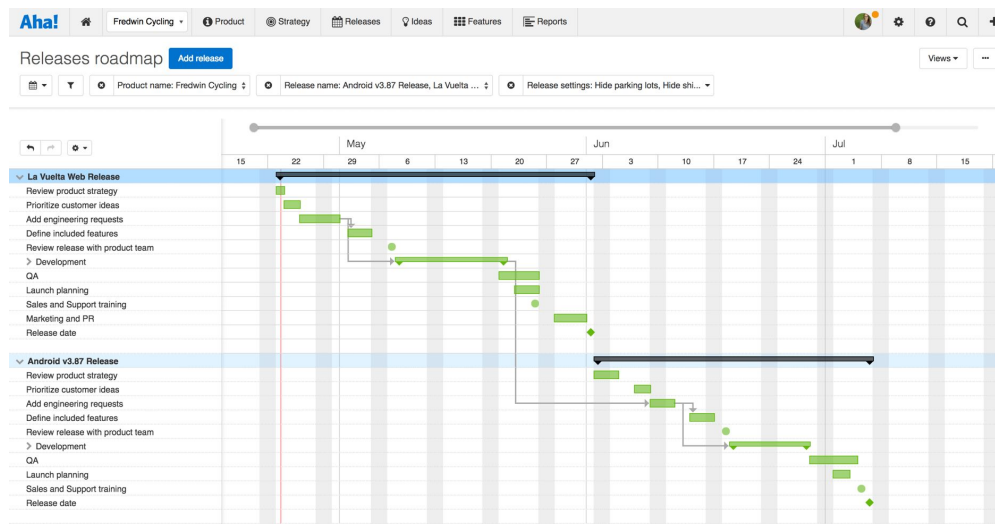 Aha! Fredwin Cycling Product Strategy Releases Ideas Features Reports
Releases roadmap Add release Views
Product name: Fredwin Cycling Release name: Android v3.87 Release, La Vuelta ... Release settings: Hide parking lots, Hide shi...
May Jun Jul
15 22 29 6 13 20 27 3 10 17 24 1 8 15
La Vuelta Web Release
Review product strategy
Prioritize customer ideas
Add engineering requests
Define included features
Review release with product team
Development
QA
Launch planning
Sales and Support training
Marketing and PR
Release date
Android v3.87 Release
Review product strategy
Prioritize customer ideas
Add engineering requests
Define included features
Review release with product team
Development
QA
Launch planning
Sales and Support training
Release date